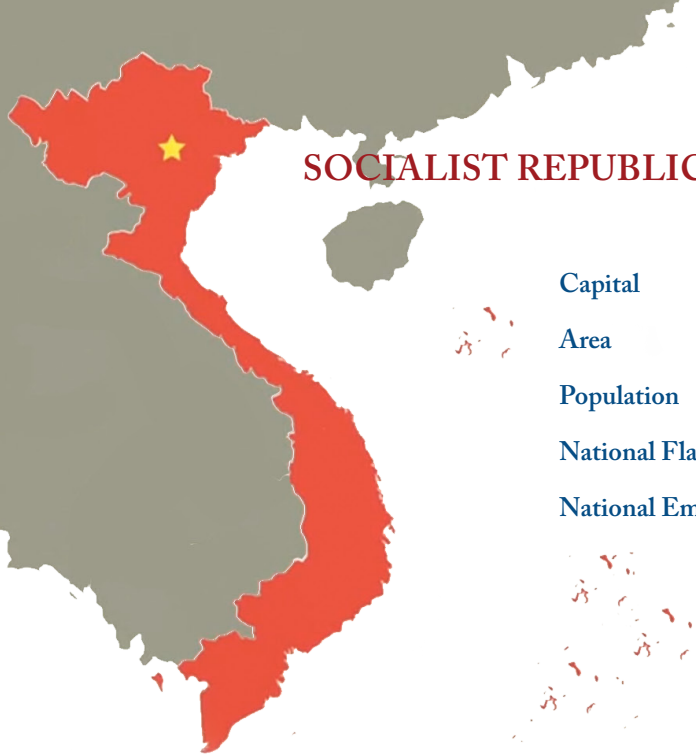 SOCIALIST REPUBLIC
Capital
Area
Population
National Fla
National Em